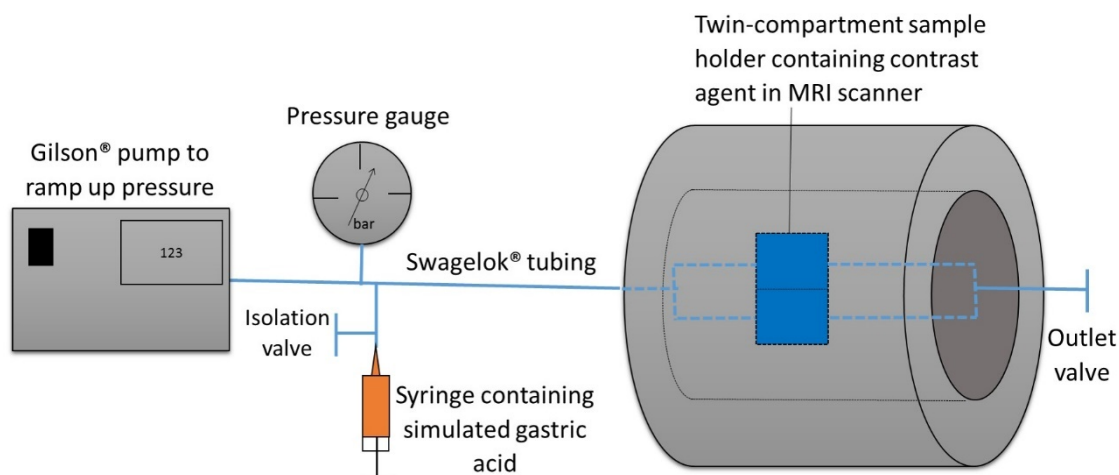 Twin-compartment sample
holder containing contrast
agent in MRI scanner
Pressure gauge
Gilson® pump to
ramp up pressure
bar
123
Swagelok® tubing
Isolation
valve
Outlet
valve
Syringe containing
simulated gastric
acid